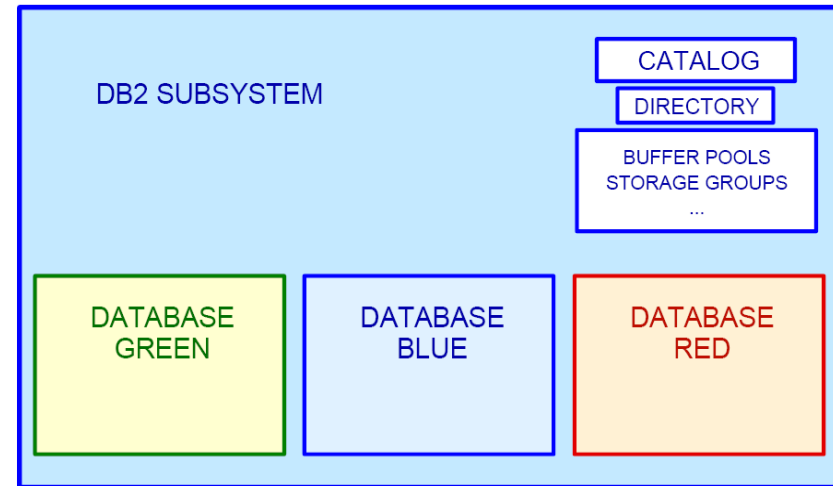 DB2 SUBSYSTEM
CATALOG
DIRECTORY
BUFFER POOLS
STORAGE GROUPS
...
DATABASE
GREEN
DATABASE
BLUE
DATABASE
RED